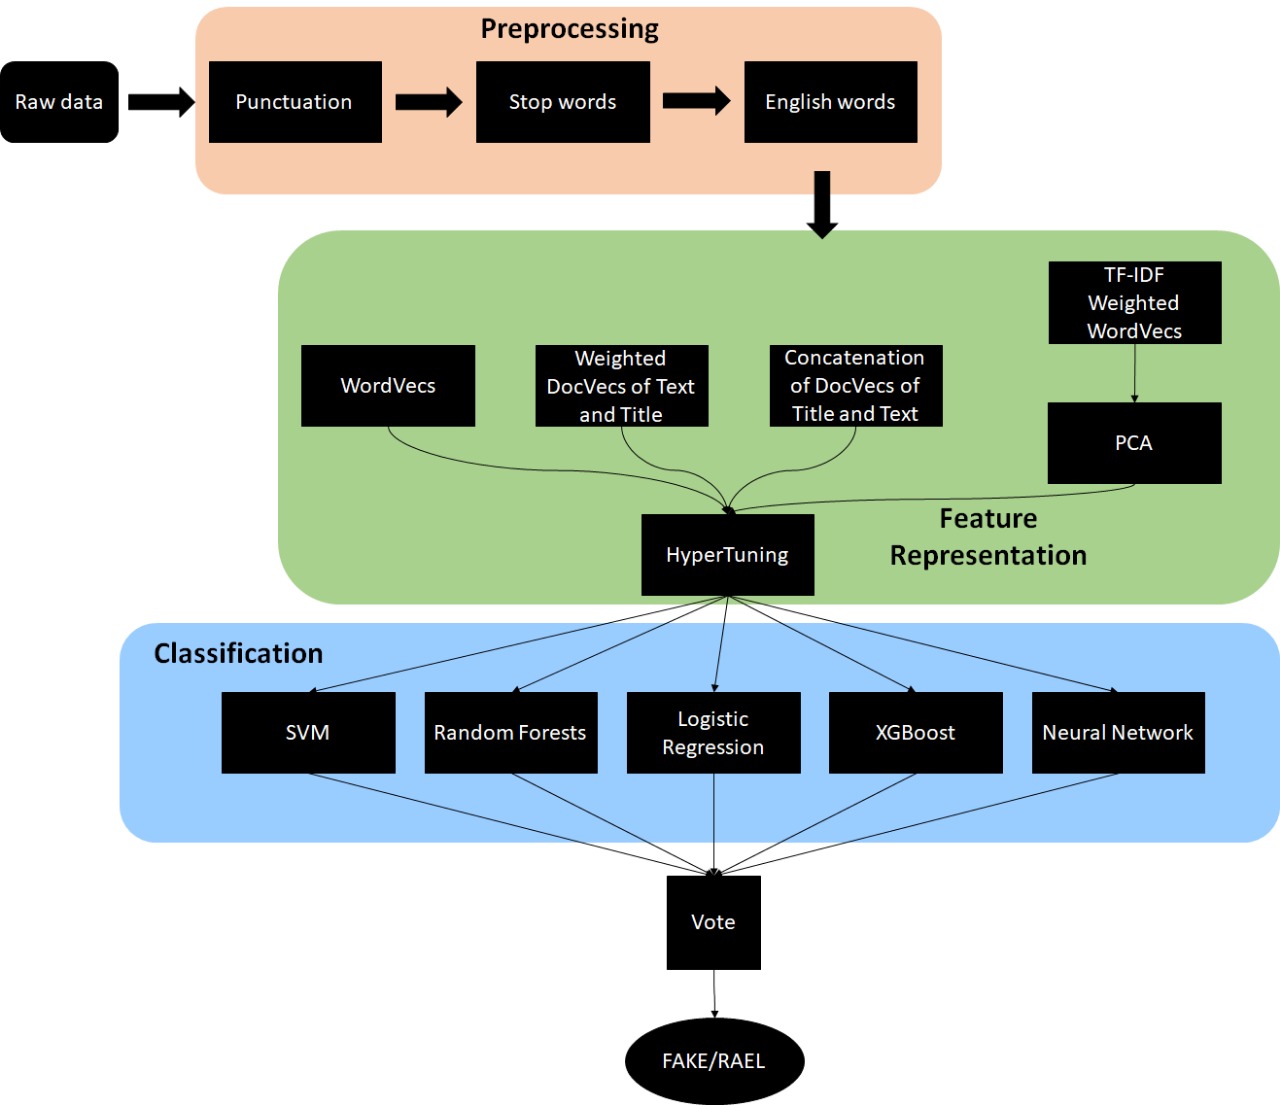 Preprocessing
Raw data
Punctuation
Stop words
English words
TF-IDF
Weighted
WordVecs
WordVecs
Weighted
DocVecs of Text
and Title
Concatenation
of DocVecs of
Title and Text
PCA
HyperTuning
Feature
Representation
Classification
SVM
Random Forests
Logistic
Regression
XGBoost
Neural Network
Vote
FAKE/RAEL